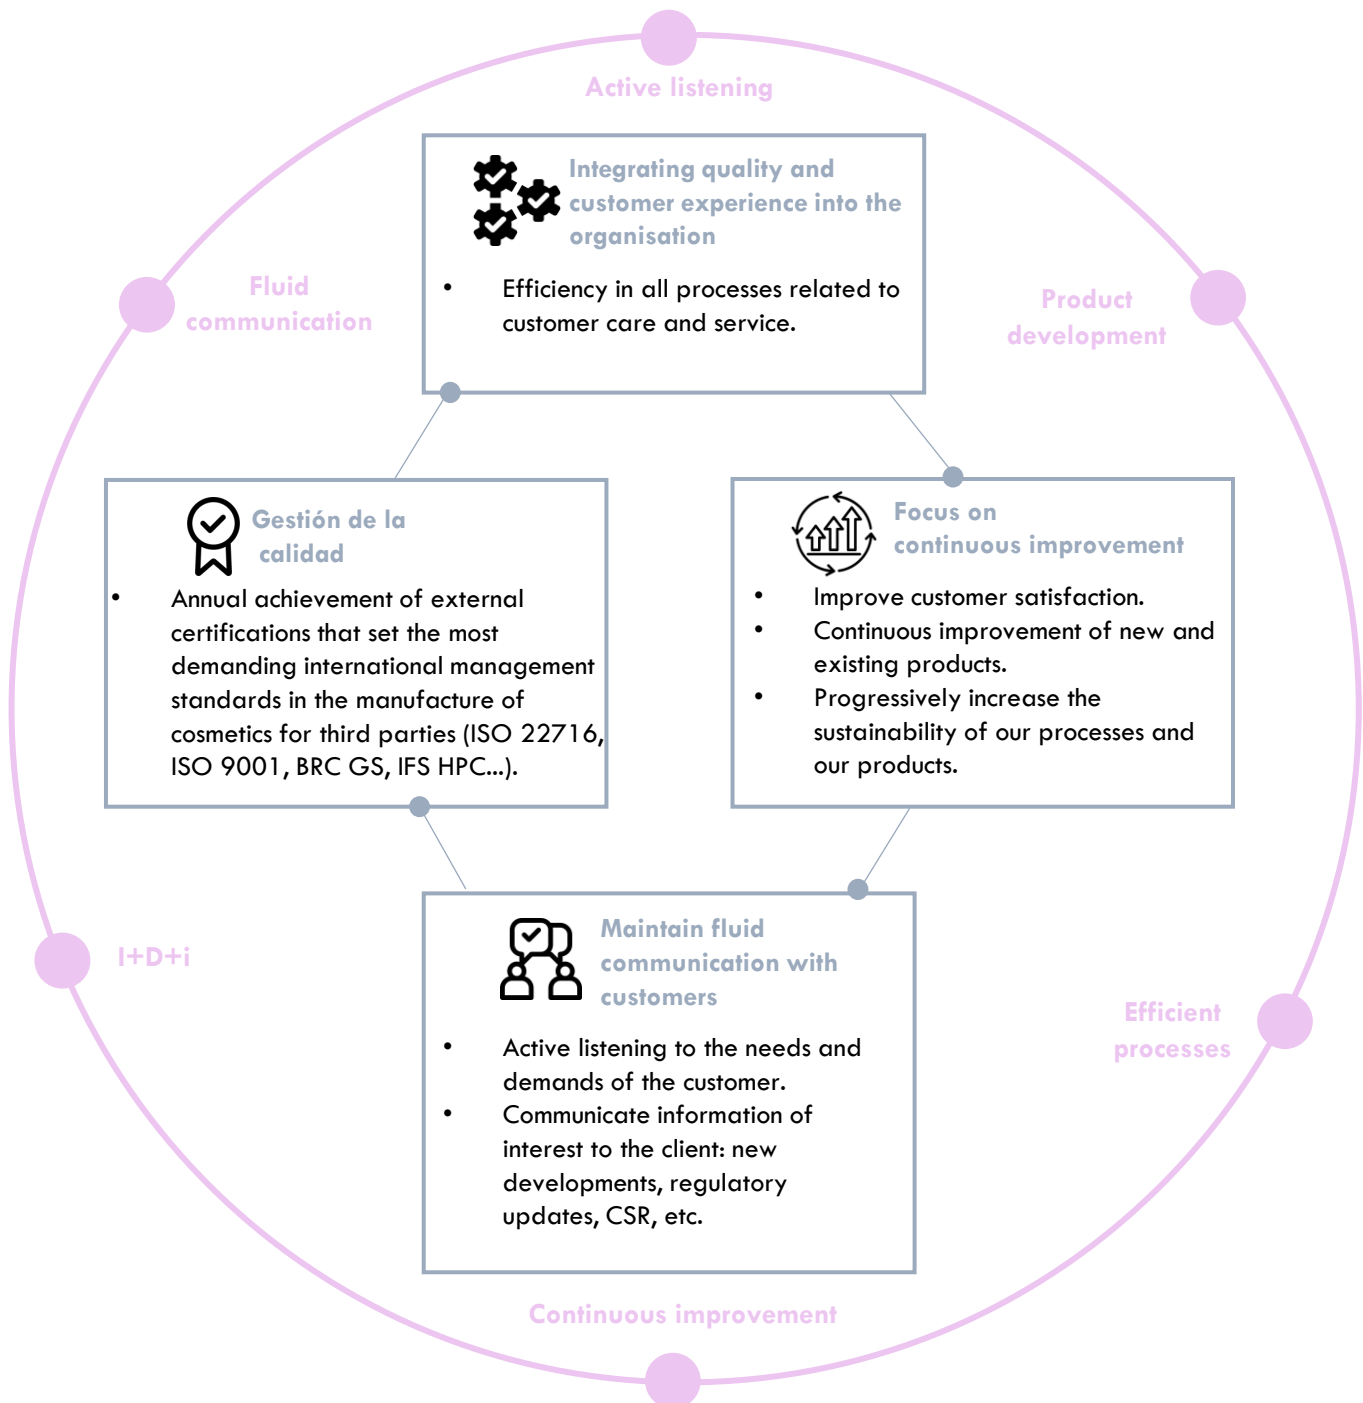 Active listening
Integrating quality and
customer experience into the
organisation
• Efficiency in all processes related to
customer care and service.
Fluid
communication
Product
development
Gestión de la
calidad
• Annual achievement of external
certifications that set the most
demanding international management
standards in the manufacture of
cosmetics for third parties (ISO 22716,
ISO 9001, BRC GS, IFS HPC...).
Focus on
continuous improvement
• Improve customer satisfaction.
• Continuous improvement of new and
existing products.
• Progressively increase the
sustainability of our processes and
our products.
Maintain fluid
communication with
customers
• Active listening to the needs and
demands of the customer.
• Communicate information of
interest to the client: new
developments, regulatory
updates, CSR, etc.
I+D+i
Efficient
processes
Continuous improvement